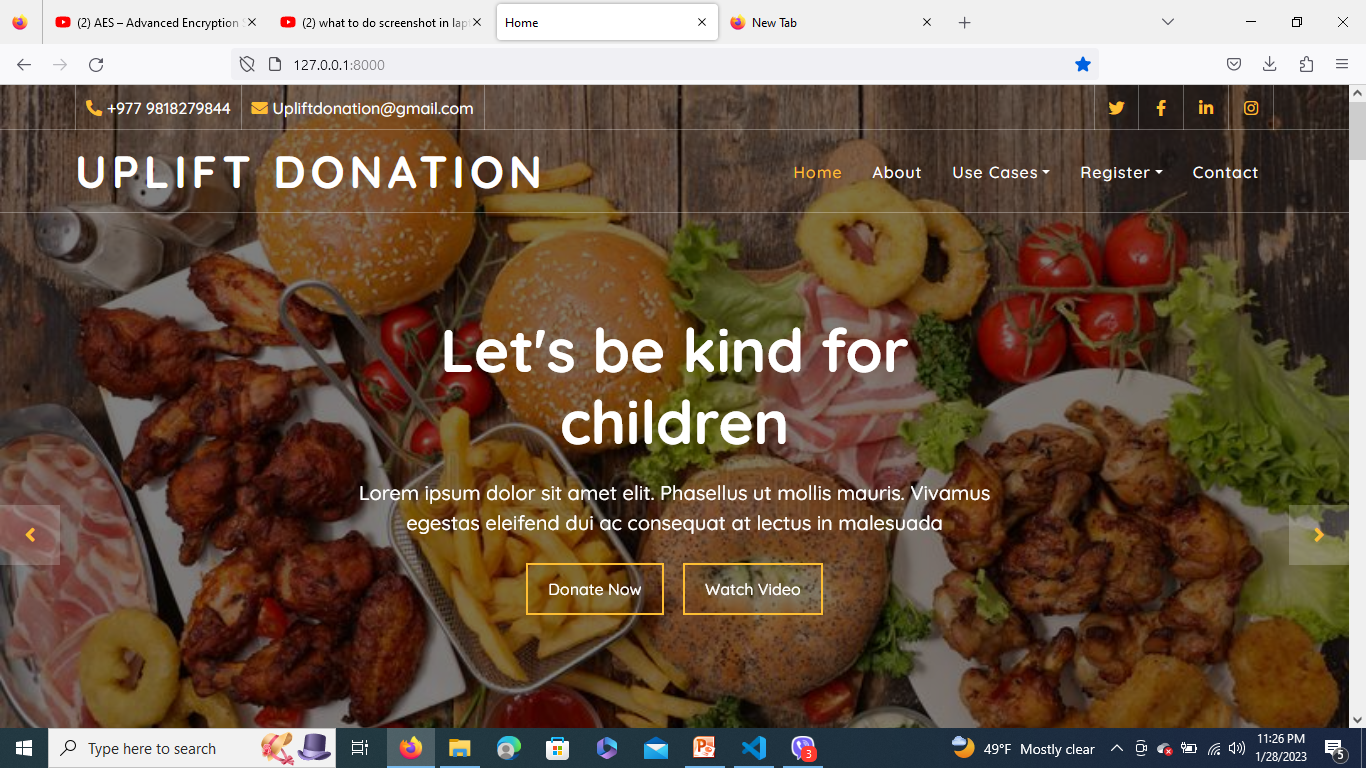 (2) AES – Advanced Encryption
(2) what to do screenshot in lap
Home
New Tab
127.0.0.1:8000
+977 9818279844
Upliftdonation@gmail.com
UPLIFT DONATION
Home
About
Use Cases
Register
Contact
Let's be kind for
children
Lorem ipsum dolor sit amet elit. Phasellus ut mollis mauris. Vivamus
egestas eleifend dui ac consequat at lectus in malesuada
Donate Now
Watch Video
Type here to search
3
49°F Mostly clear
11:26 PM
1/28/2023
5